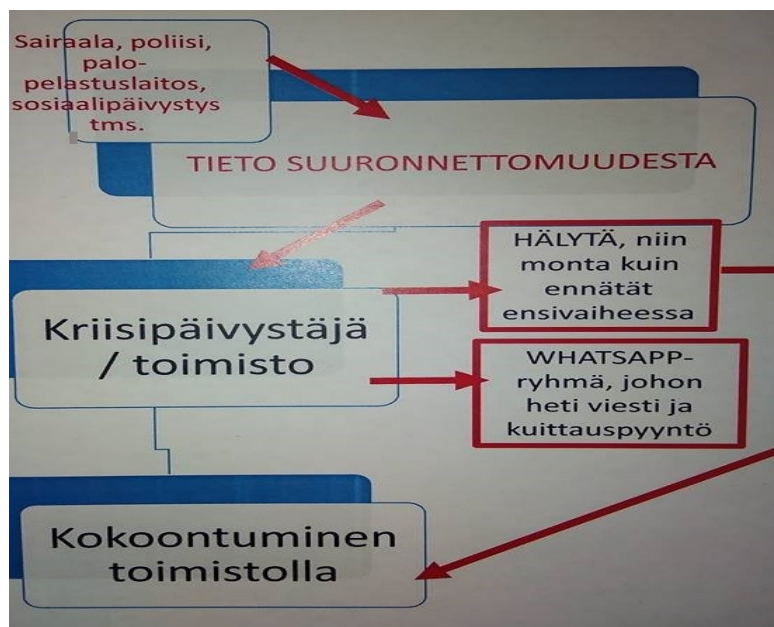 Sairaala, poliisi,
palo-
pelastuslaitos,
sosiaalipäivystys
tms.
TIETO SUURONNETTOMUUDESTA
HÄLYTÄ, niin
monta kuin
ennätät
ensivaiheessa
Kriisipäivystäjä
/ toimisto
WHATSAPP-
ryhmä, johon
heti viesti ja
kuittauspyyntö
Kokoontuminen
toimistolla